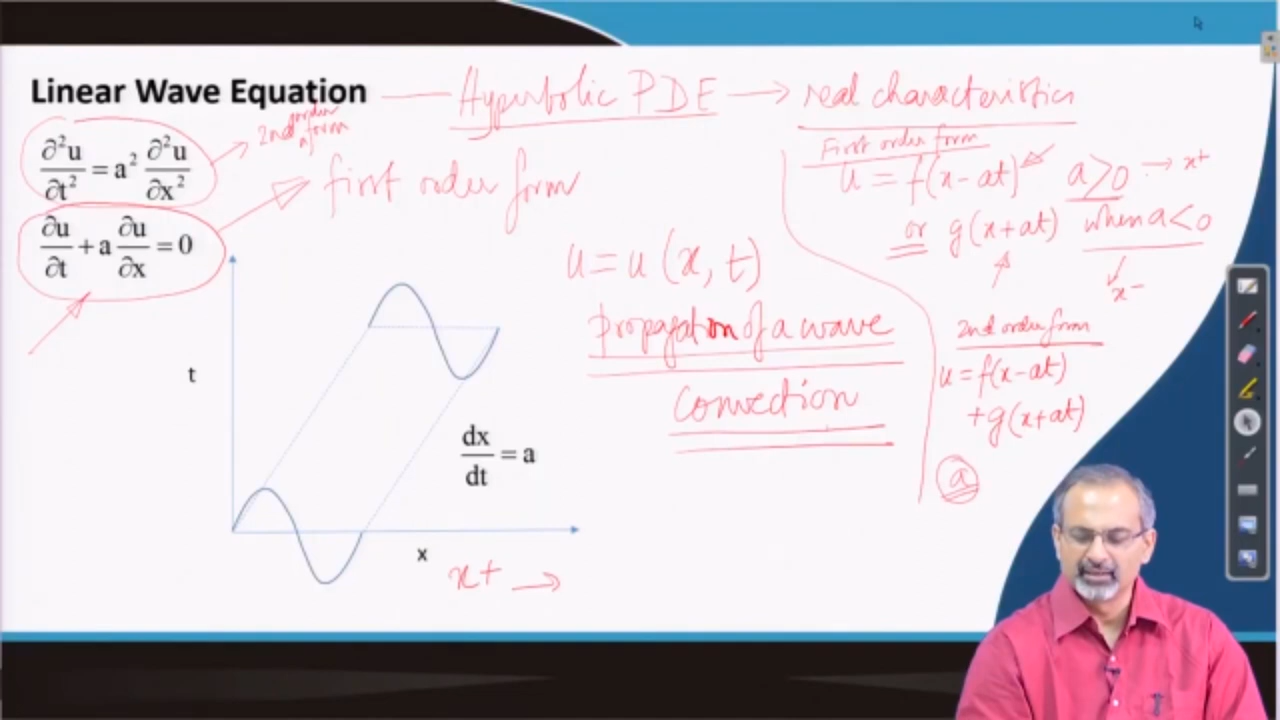 Linear Wave Equation — Hyperbolic PDE → real characteristics
∂²u/∂t² = a² ∂²u/∂x²
2nd order form
∂u/∂t + a ∂u/∂x = 0
first order form
u = u(x, t)
propagation of a wave
convection
First order form
u = f(x-at) a>0 → x+
or g(x+at) when a<0
x-
2nd order form
u = f(x-at)
+g(x+at)
a
t
dx/dt = a
x
x+ →